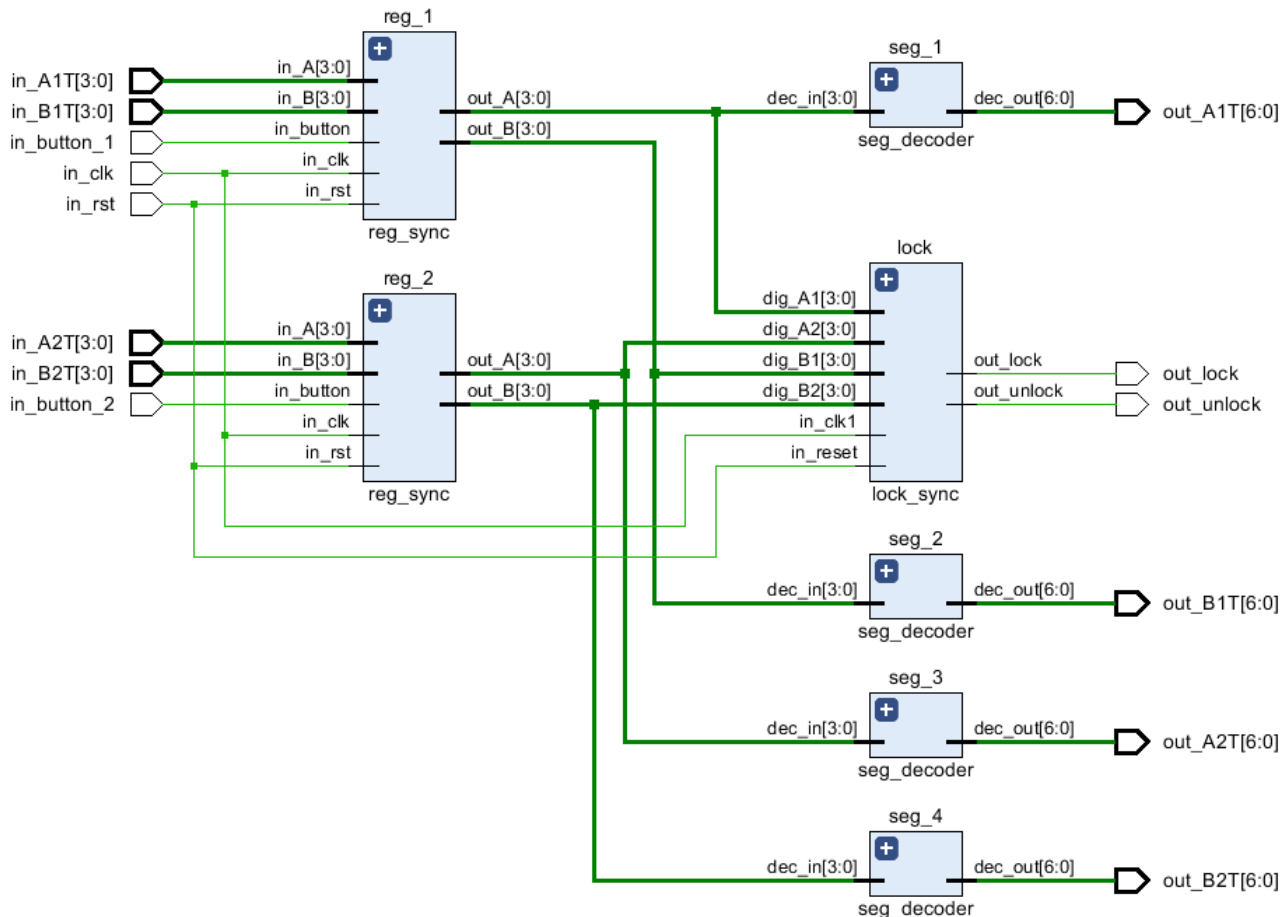 reg_1
in_A1T[3:0]
in_B1T[3:0]
in_button_1
in_clk
in_rst
in_A[3:0]
in_B[3:0]
in_button
in_clk
in_rst
out_A[3:0]
out_B[3:0]
reg_sync
seg_1
dec_in[3:0]
dec_out[6:0]
seg_decoder
out_A1T[6:0]
reg_2
in_A2T[3:0]
in_B2T[3:0]
in_button_2
in_A[3:0]
in_B[3:0]
in_button
in_clk
in_rst
out_A[3:0]
out_B[3:0]
reg_sync
lock
dig_A1[3:0]
dig_A2[3:0]
dig_B1[3:0]
dig_B2[3:0]
in_clk1
in_reset
out_lock
out_unlock
lock_sync
out_lock
out_unlock
seg_2
dec_in[3:0]
dec_out[6:0]
seg_decoder
out_B1T[6:0]
seg_3
dec_in[3:0]
dec_out[6:0]
seg_decoder
out_A2T[6:0]
seg_4
dec_in[3:0]
dec_out[6:0]
seg_decoder
out_B2T[6:0]